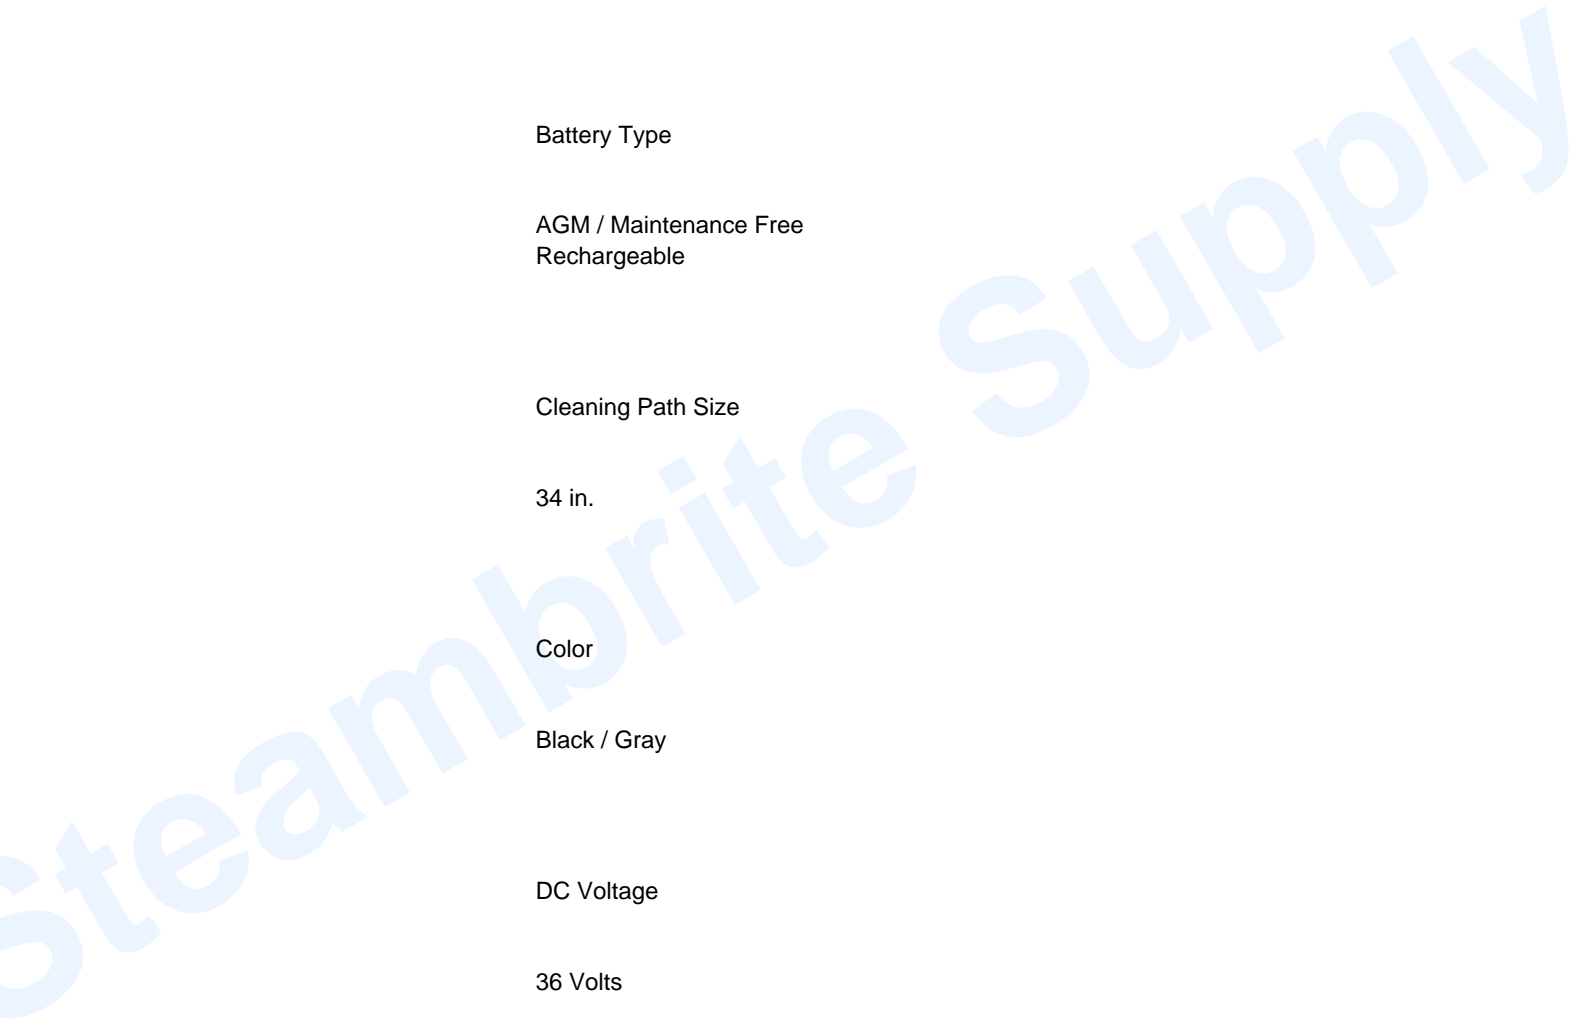 Battery Type
AGM / Maintenance Free
Rechargeable
Cleaning Path Size
34 in.
Color
Black / Gray
DC Voltage
36 Volts
Steambrite Supply